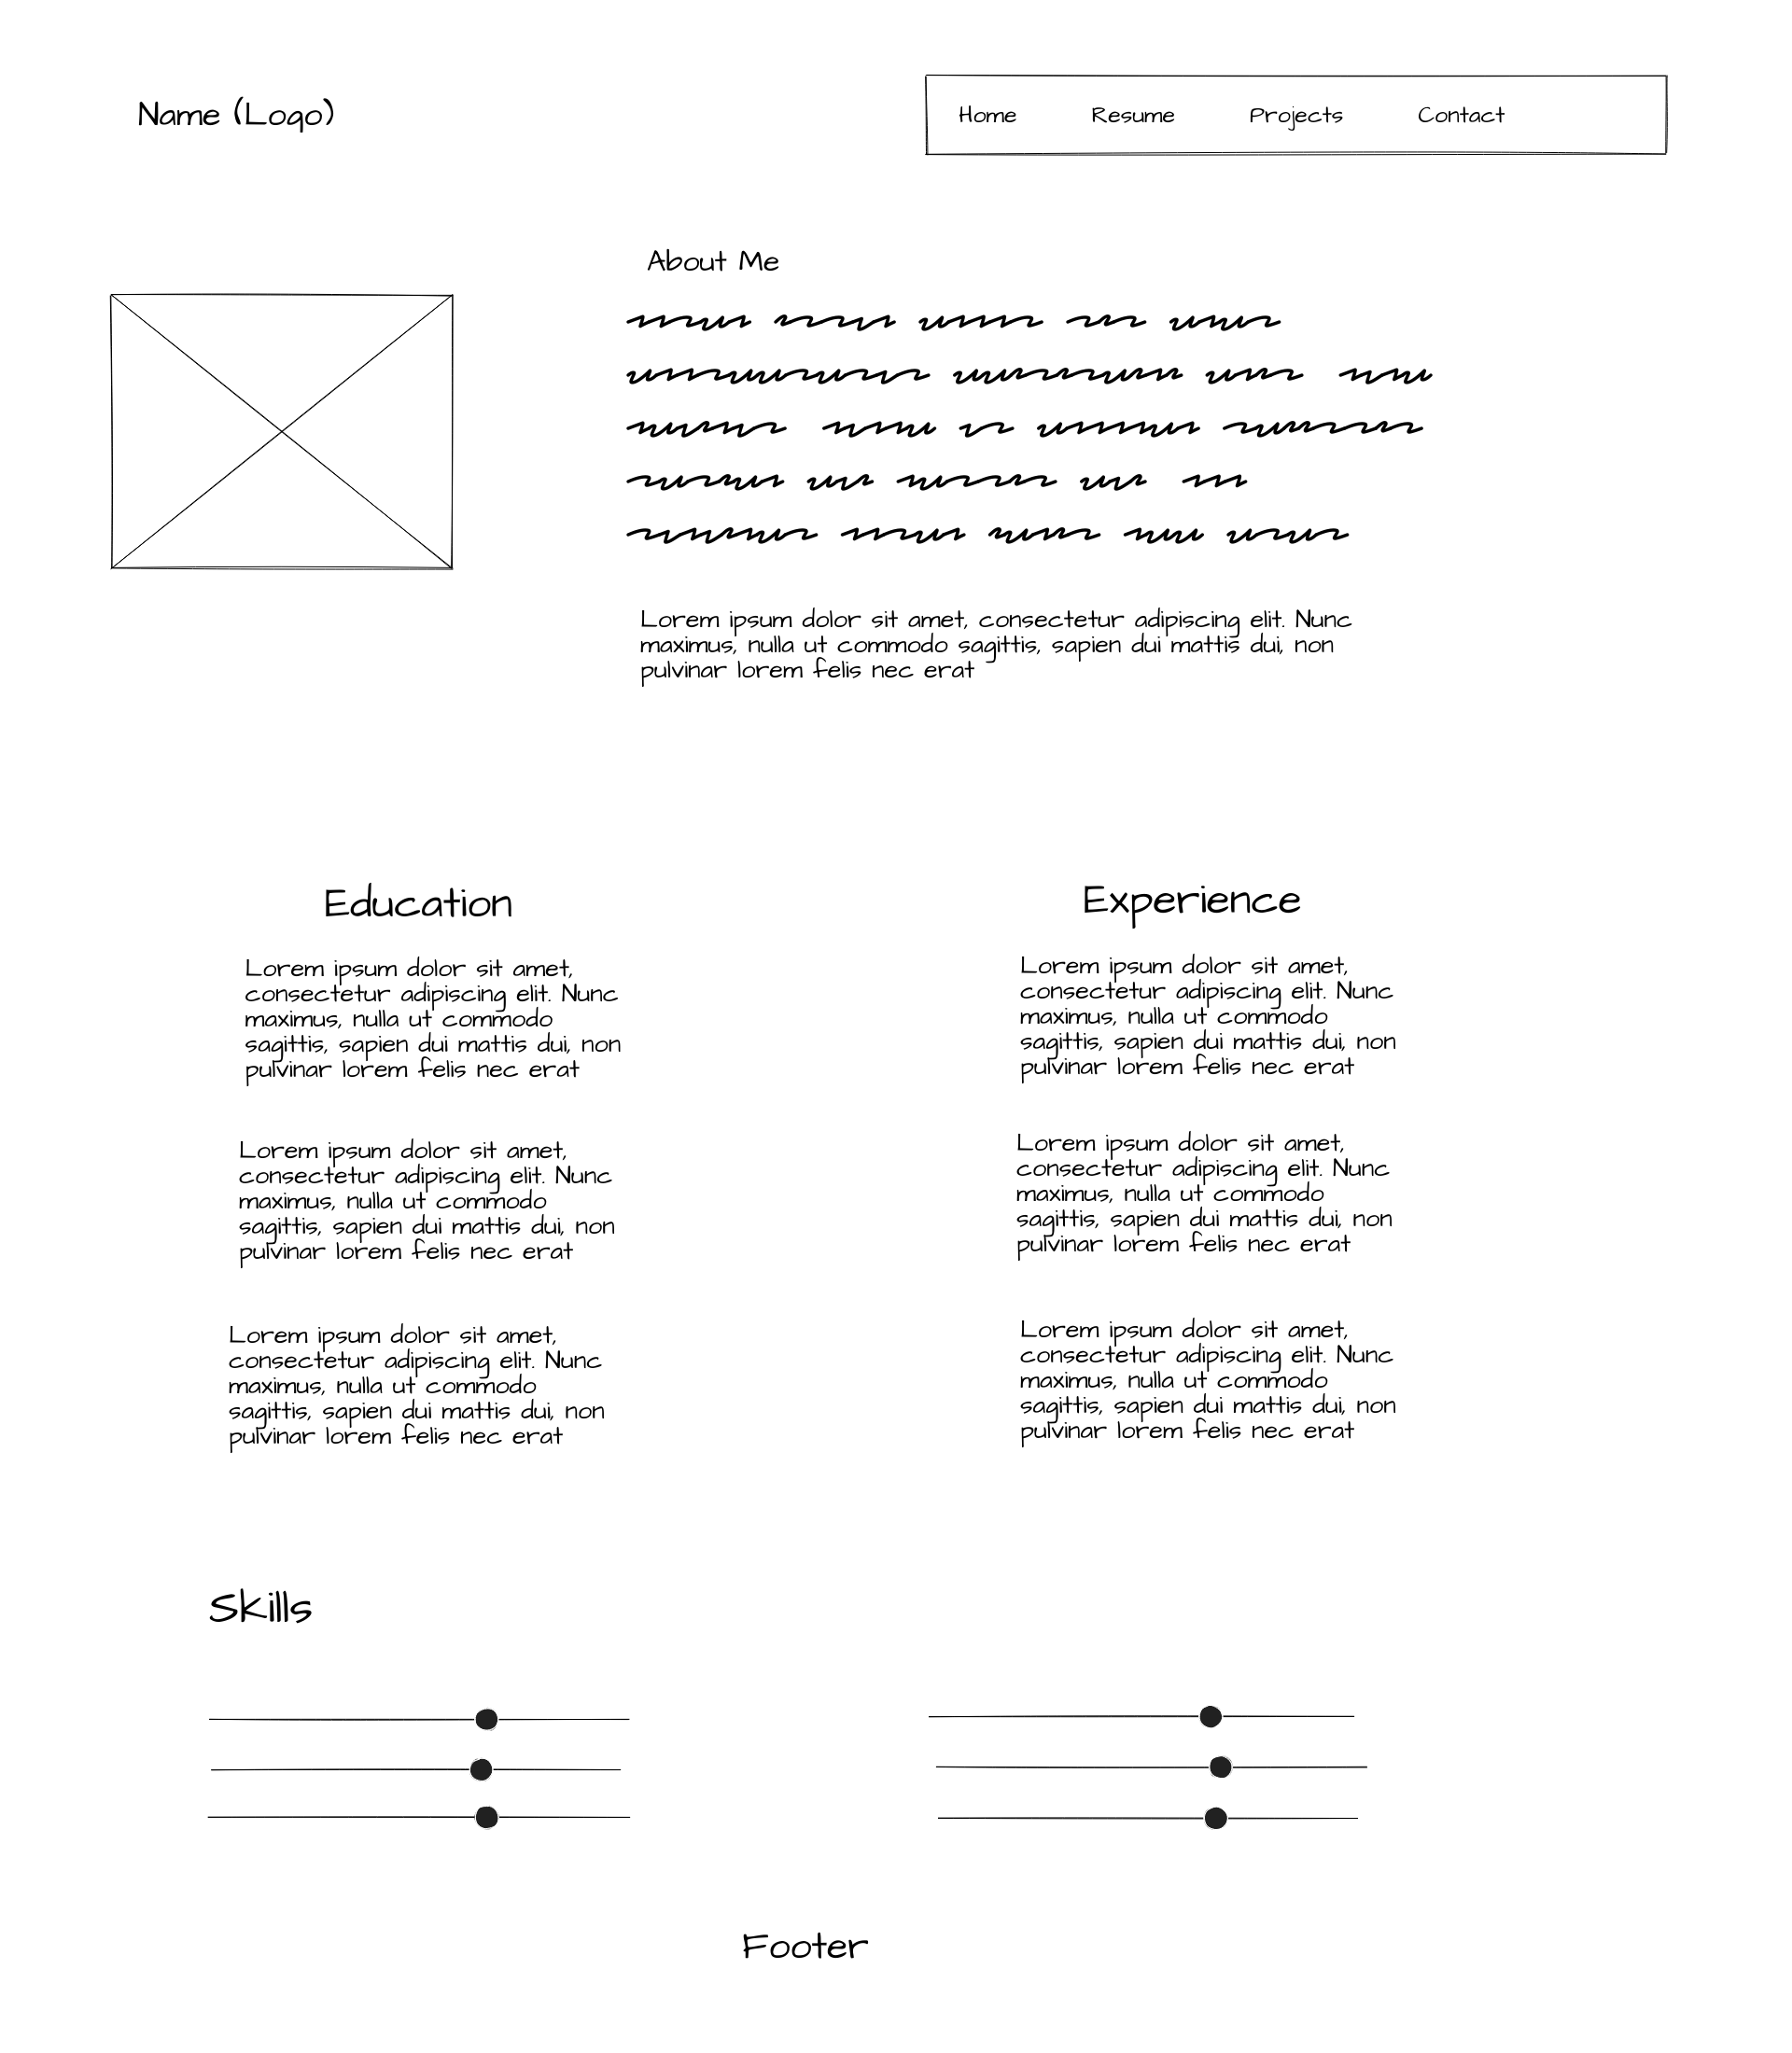 Name (Logo)
Home Resume Projects Contact
About Me
Lorem ipsum dolor sit amet, consectetur adipiscing elit. Nunc
maximus, nulla ut commodo sagittis, sapien dui mattis dui, non
pulvinar lorem felis nec erat
Education
Lorem ipsum dolor sit amet,
consectetur adipiscing elit. Nunc
maximus, nulla ut commodo
sagittis, sapien dui mattis dui, non
pulvinar lorem felis nec erat
Lorem ipsum dolor sit amet,
consectetur adipiscing elit. Nunc
maximus, nulla ut commodo
sagittis, sapien dui mattis dui, non
pulvinar lorem felis nec erat
Lorem ipsum dolor sit amet,
consectetur adipiscing elit. Nunc
maximus, nulla ut commodo
sagittis, sapien dui mattis dui, non
pulvinar lorem felis nec erat
Experience
Lorem ipsum dolor sit amet,
consectetur adipiscing elit. Nunc
maximus, nulla ut commodo
sagittis, sapien dui mattis dui, non
pulvinar lorem felis nec erat
Lorem ipsum dolor sit amet,
consectetur adipiscing elit. Nunc
maximus, nulla ut commodo
sagittis, sapien dui mattis dui, non
pulvinar lorem felis nec erat
Lorem ipsum dolor sit amet,
consectetur adipiscing elit. Nunc
maximus, nulla ut commodo
sagittis, sapien dui mattis dui, non
pulvinar lorem felis nec erat
Skills
Footer